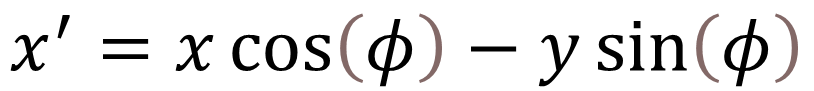 x′ = x cos(ϕ) − y sin(ϕ)